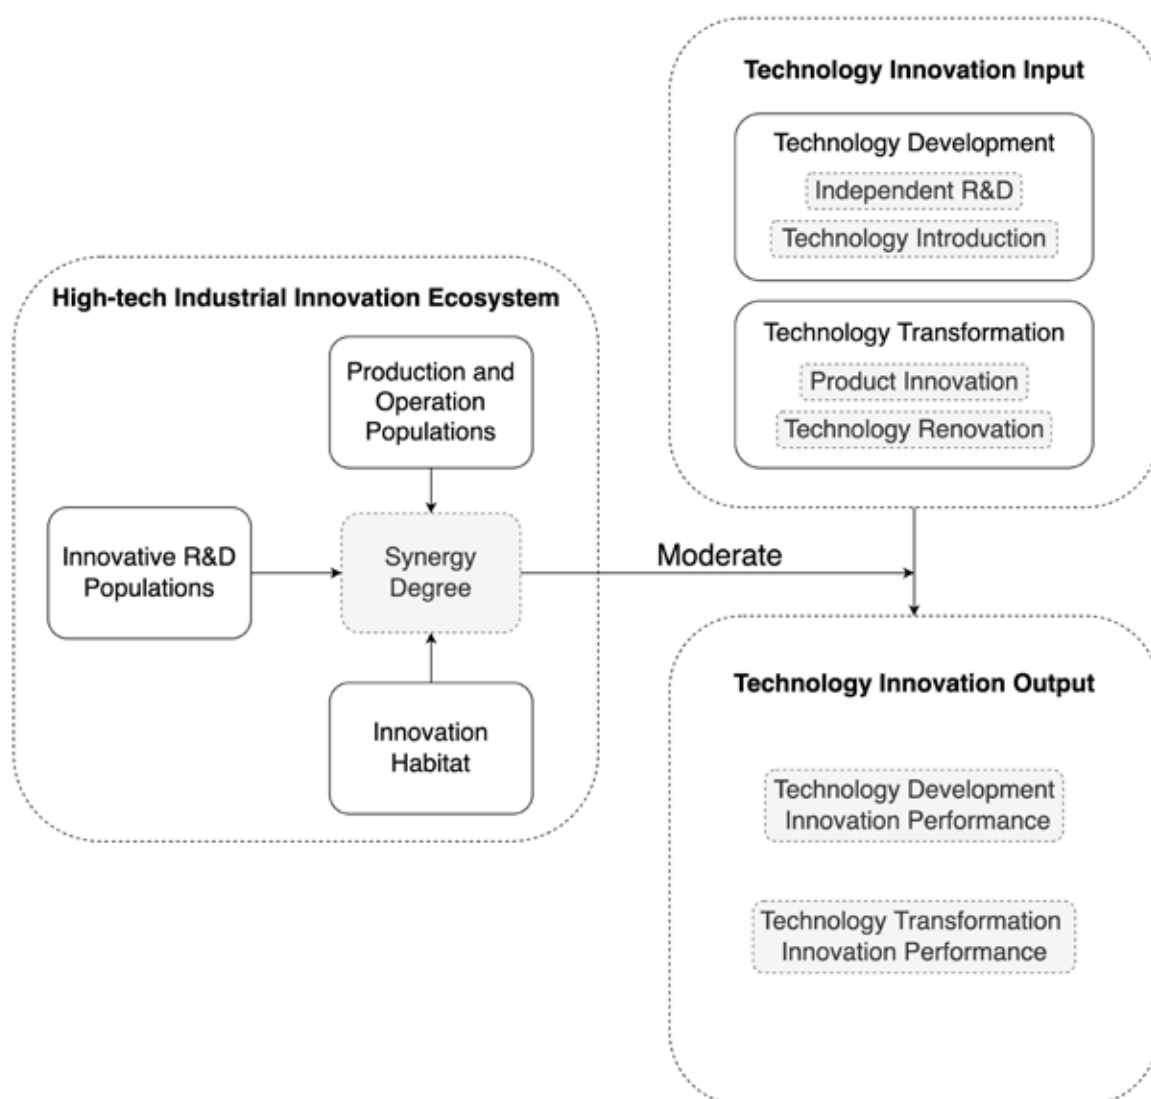 Technology Innovation Input
Technology Development
Independent R&D
Technology Introduction
Technology Transformation
Product Innovation
Technology Renovation
High-tech Industrial Innovation Ecosystem
Production and
Operation
Populations
Innovative R&D
Populations
Synergy
Degree
Innovation
Habitat
Moderate
Technology Innovation Output
Technology Development
Innovation Performance
Technology Transformation
Innovation Performance